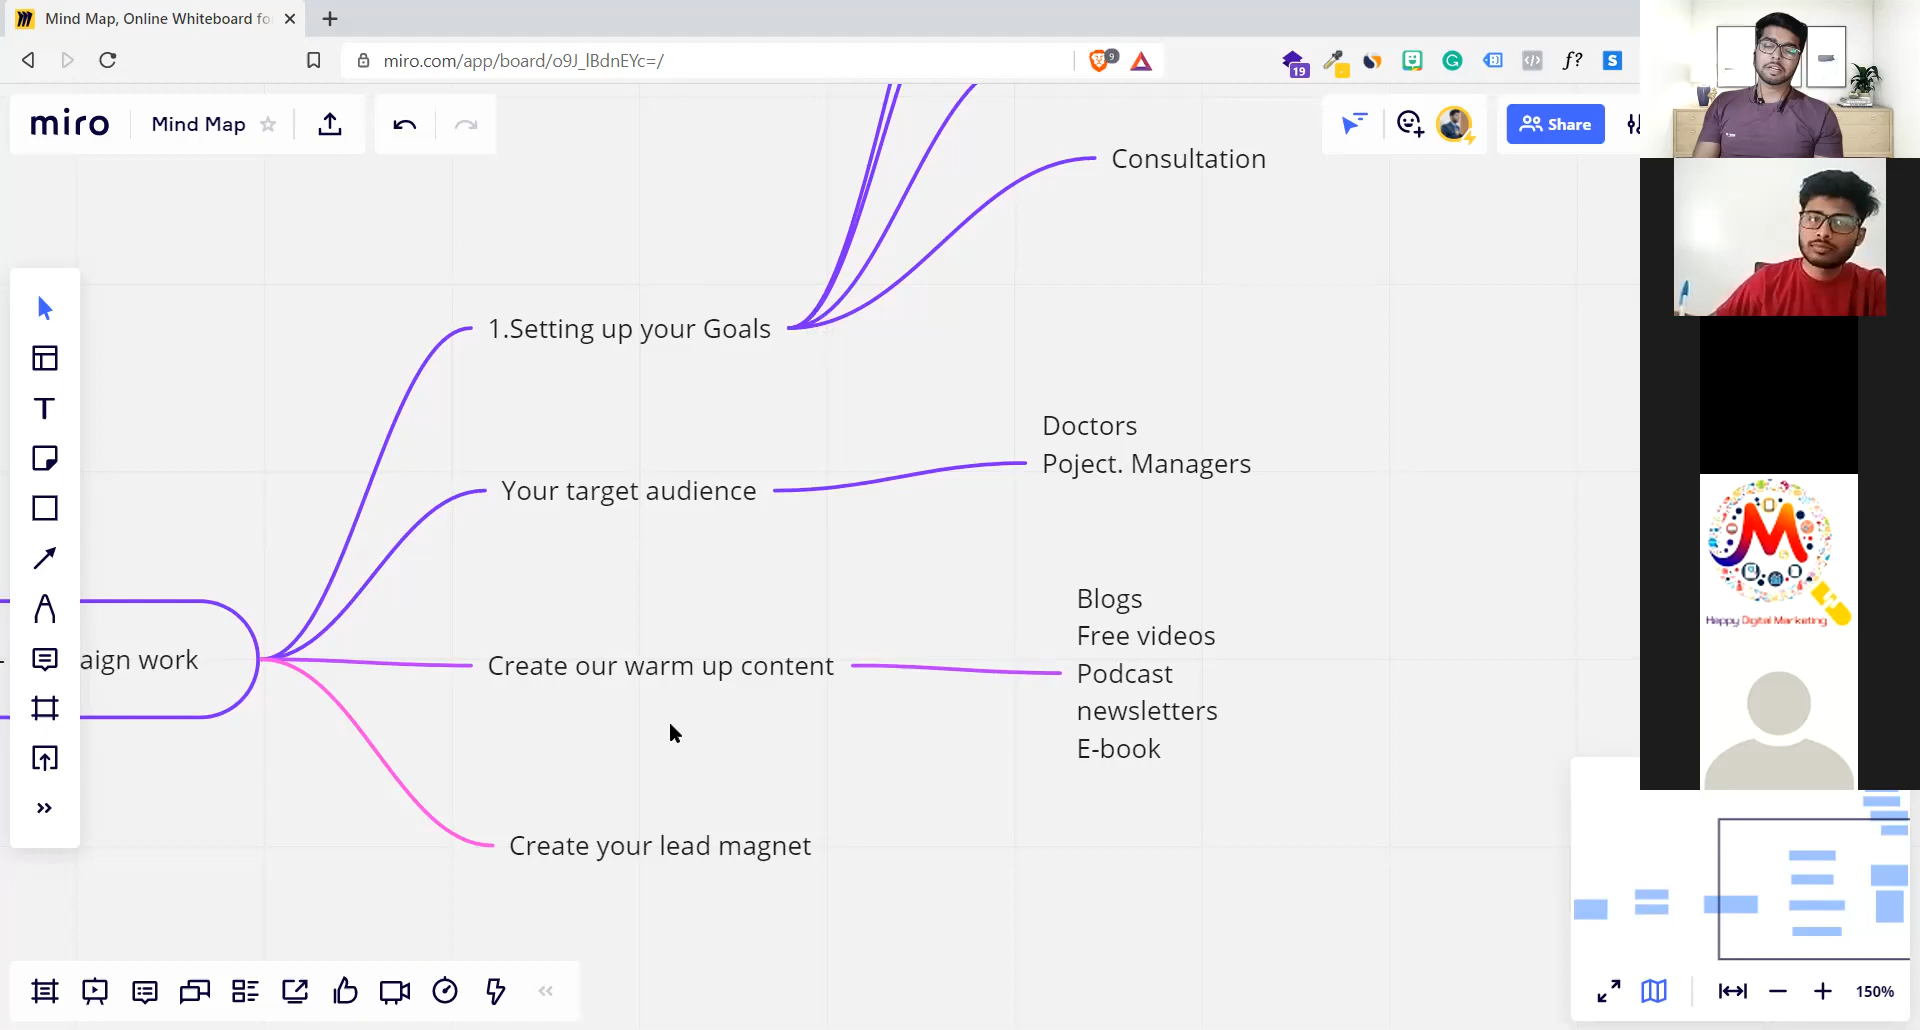 Mind Map, Online Whiteboard fo
miro.com/app/board/o9J_lBdnEYc=/
9
19
f?
S
miro
Mind Map
Share
Consultation
1.Setting up your Goals
Doctors
Poject. Managers
Your target audience
Blogs
Free videos
aign work
Create our warm up content
Podcast
newsletters
E-book
Create your lead magnet
M
Happy Digital Marketing
150%